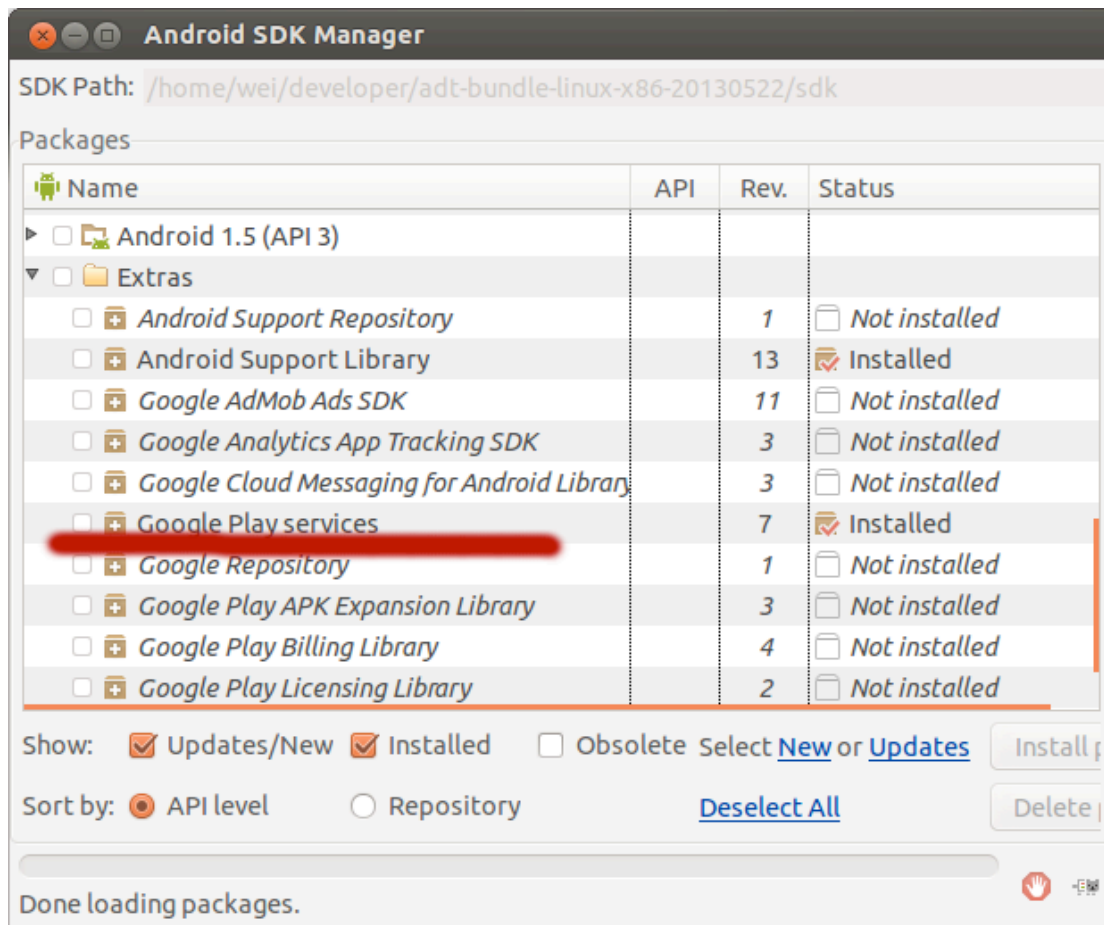 Android SDK Manager
SDK Path: /home/wei/developer/adt-bundle-linux-x86-20130522/sdk
Packages
Name API Rev. Status
Android 1.5 (API 3)
Extras
Android Support Repository 1 Not installed
Android Support Library 13 Installed
Google AdMob Ads SDK 11 Not installed
Google Analytics App Tracking SDK 3 Not installed
Google Cloud Messaging for Android Library 3 Not installed
Google Play services 7 Installed
Google Repository 1 Not installed
Google Play APK Expansion Library 3 Not installed
Google Play Billing Library 4 Not installed
Google Play Licensing Library 2 Not installed
Show: Updates/New Installed Obsolete Select New or Updates Install
Sort by: API level Repository Deselect All Delete
Done loading packages.